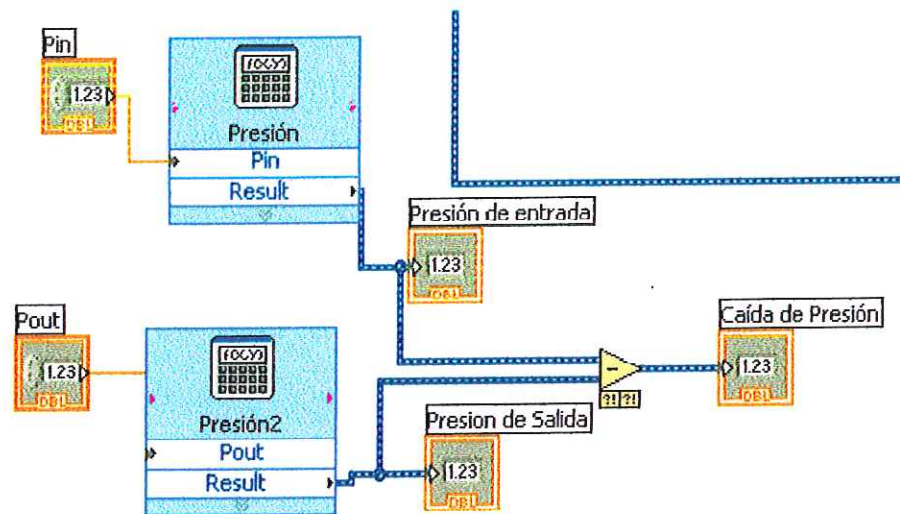 Pin
1.23
DBL
f(x,y)
Presión
Pin
Result
Presión de entrada
1.23
DBL
Pout
1.23
DBL
f(x,y)
Presión2
Pout
Result
Presion de Salida
1.23
DBL
-
?! ?!
Caída de Presión
1.23
DBL